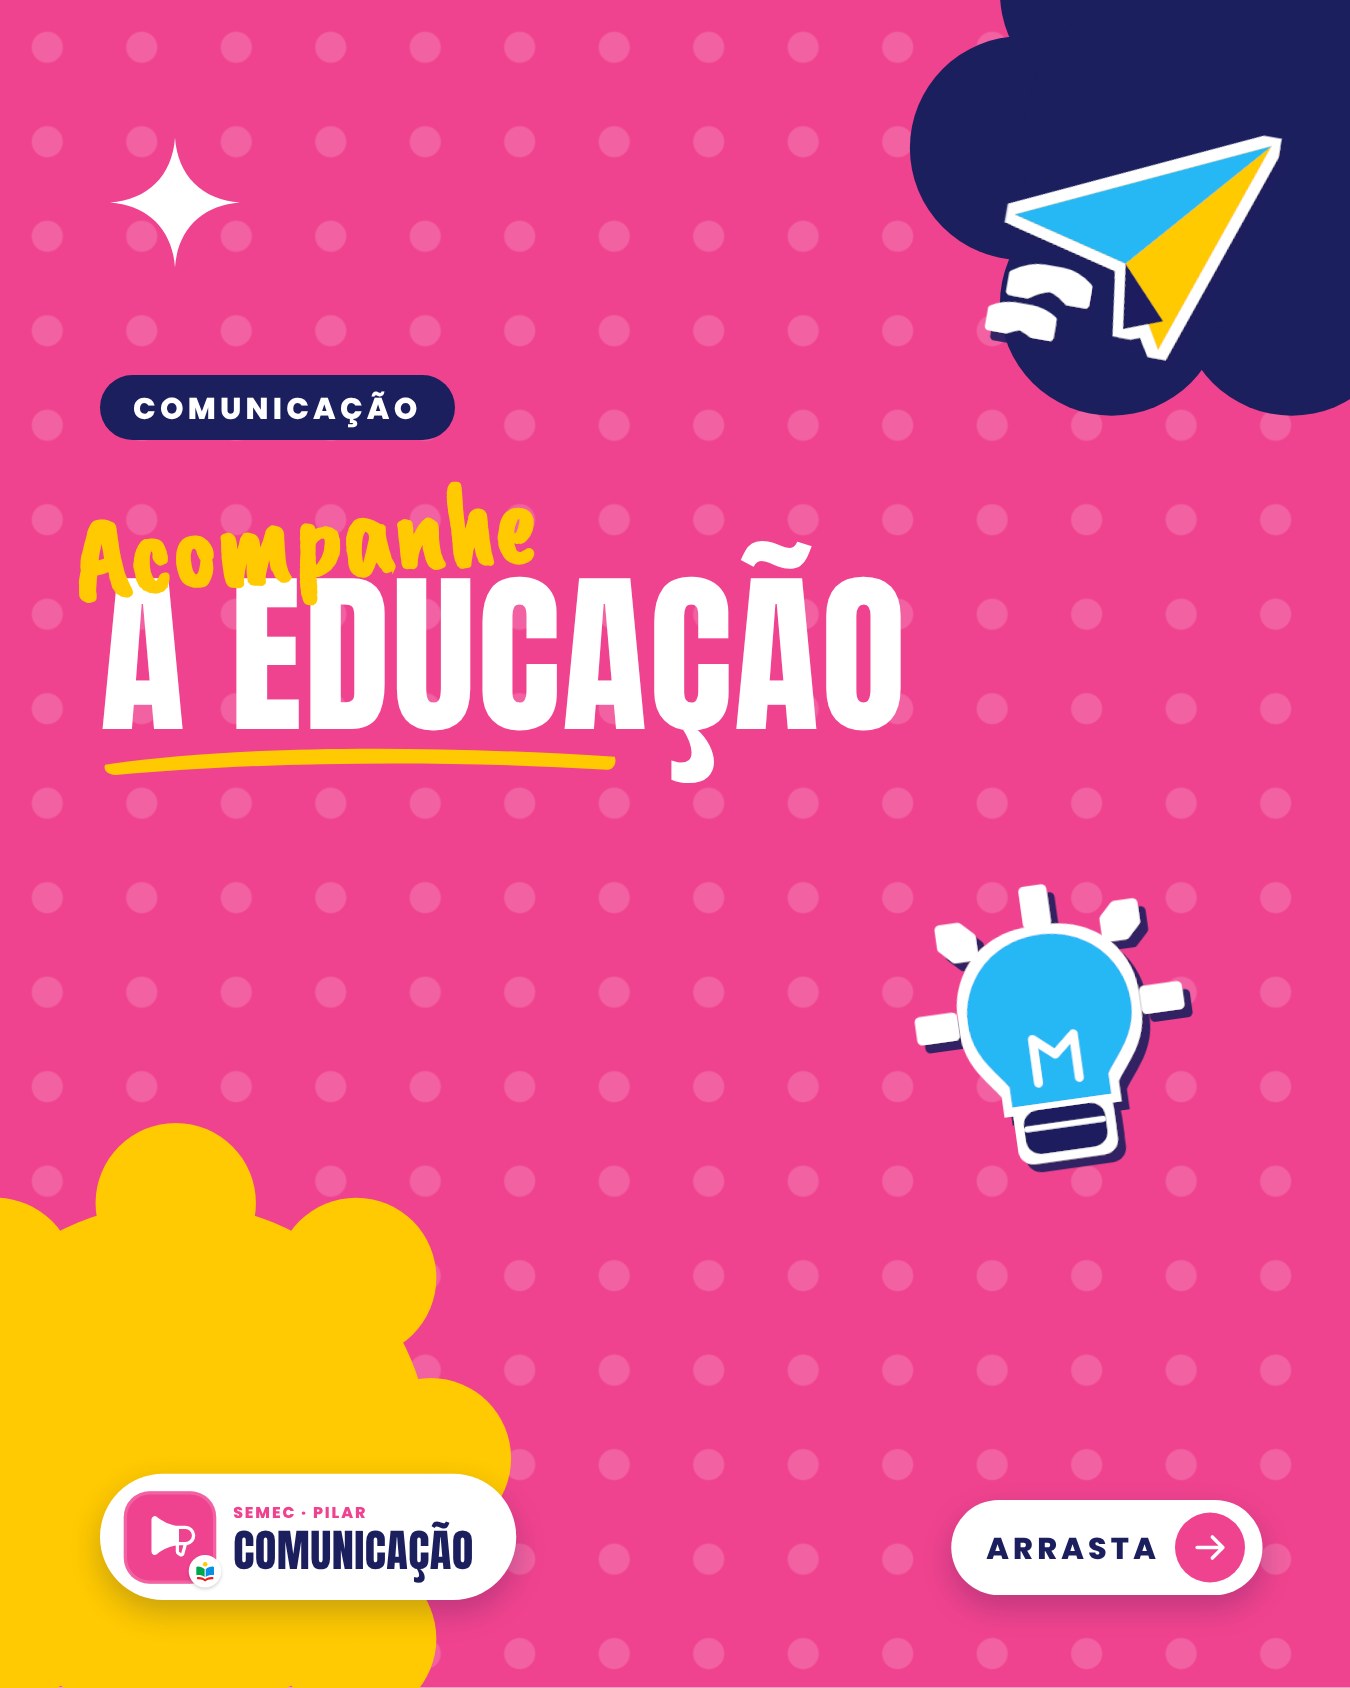 COMUNICAÇÃO
Acompanhe
A EDUCAÇÃO
M
SEMEC · PILAR
COMUNICAÇÃO
ARRASTA